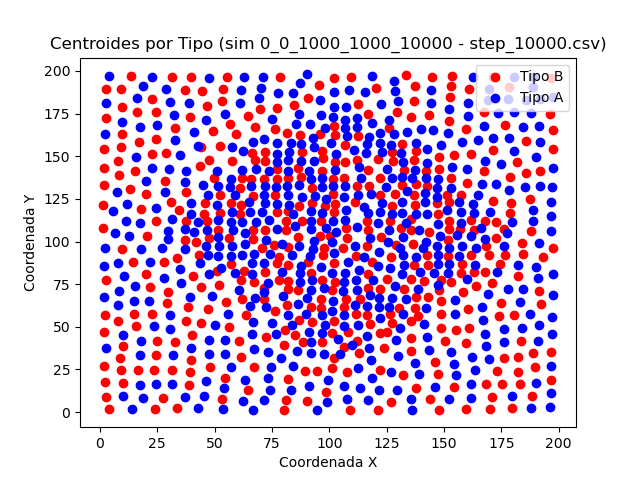 Centroides por Tipo (sim 0_0_1000_1000_10000 - step_10000.csv)
Tipo B
Tipo A
Coordenada Y
200
175
150
125
100
75
50
25
0
0 25 50 75 100 125 150 175 200
Coordenada X